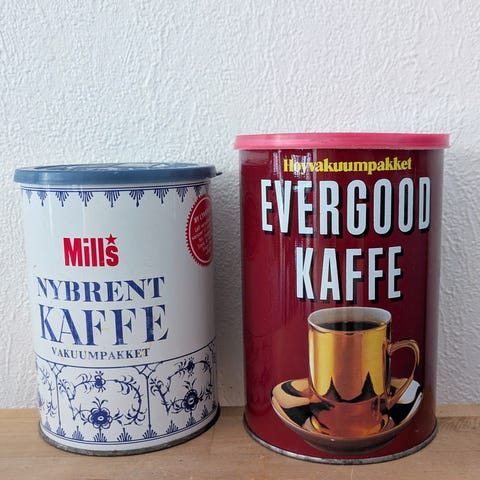 Mills
NYBRENT
KAFFE
VAKUUMPAKKET
Høyvakuumpakket
EVERGOOD
KAFFE